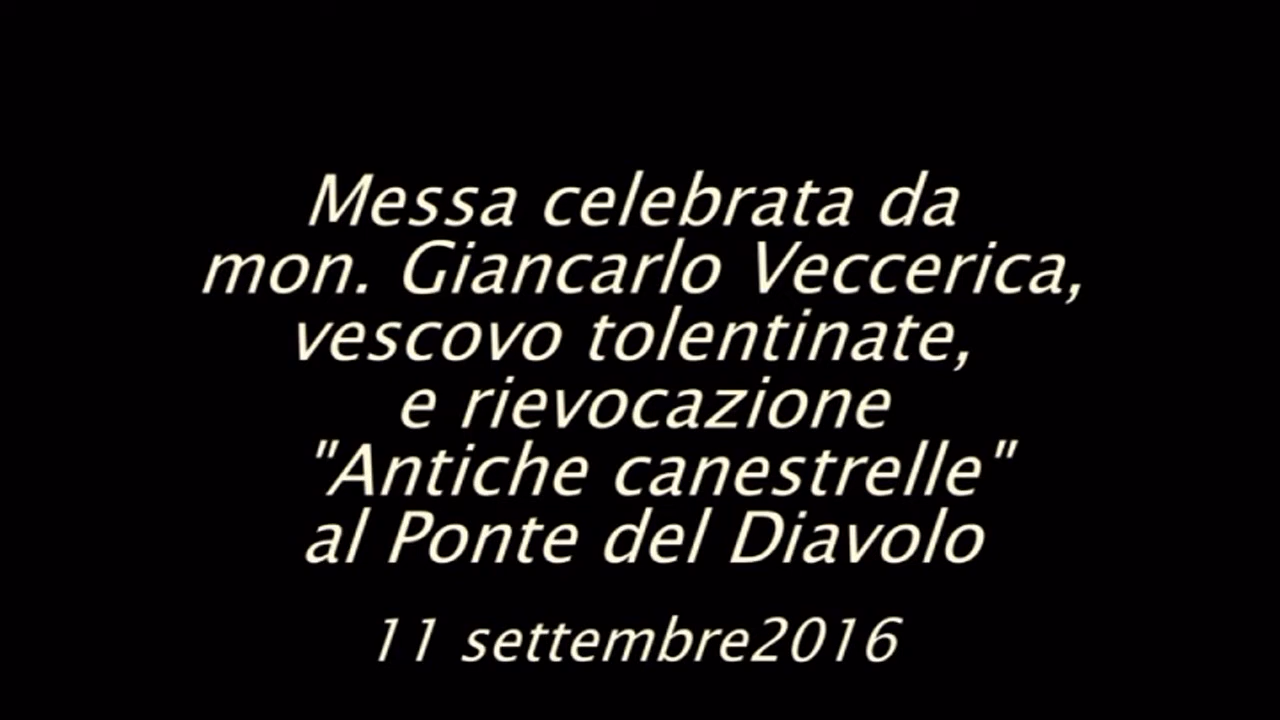 Messa celebrata da
mon. Giancarlo Veccerica,
vescovo tolentinate,
e rievocazione
"Antiche canestrelle"
al Ponte del Diavolo
11 settembre2016